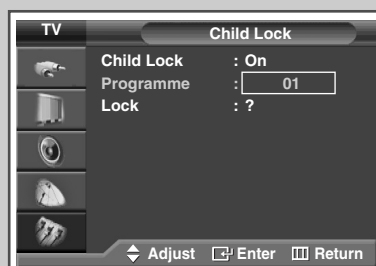 TV
Child Lock
Child Lock : On
Programme : 01
Lock : ?
Adjust Enter Return